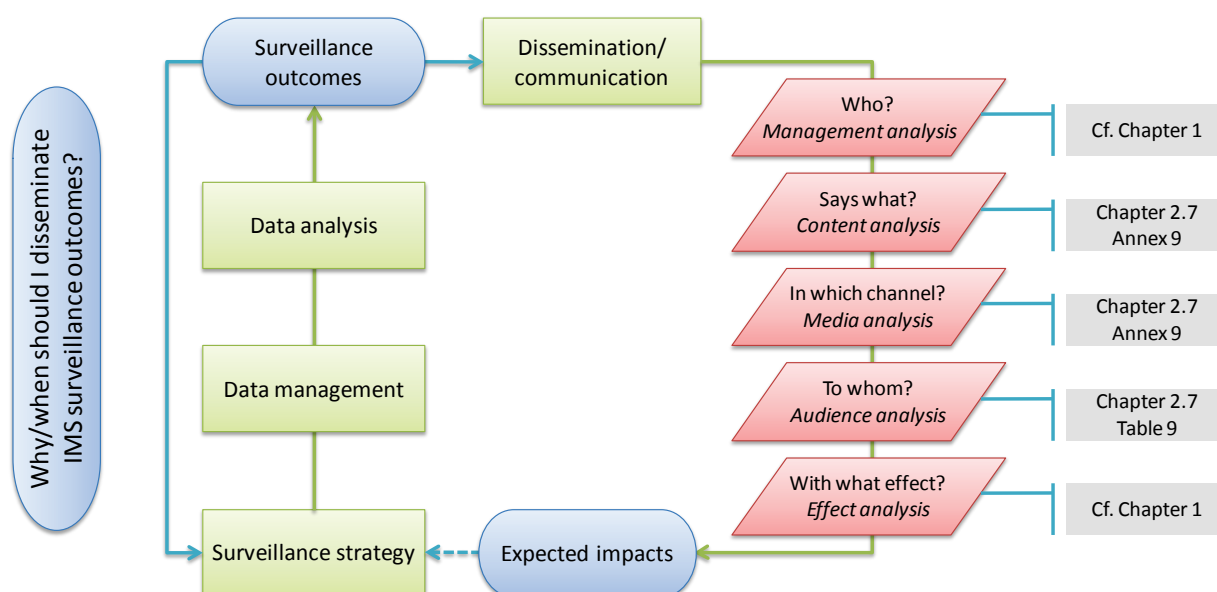 Why/when should I disseminate
IMS surveillance outcomes?
Surveillance
outcomes
Dissemination/
communication
Data analysis
Data management
Surveillance strategy
Expected impacts
Who?
Management analysis
Cf. Chapter 1
Says what?
Content analysis
Chapter 2.7
Annex 9
In which channel?
Media analysis
Chapter 2.7
Annex 9
To whom?
Audience analysis
Chapter 2.7
Table 9
With what effect?
Effect analysis
Cf. Chapter 1